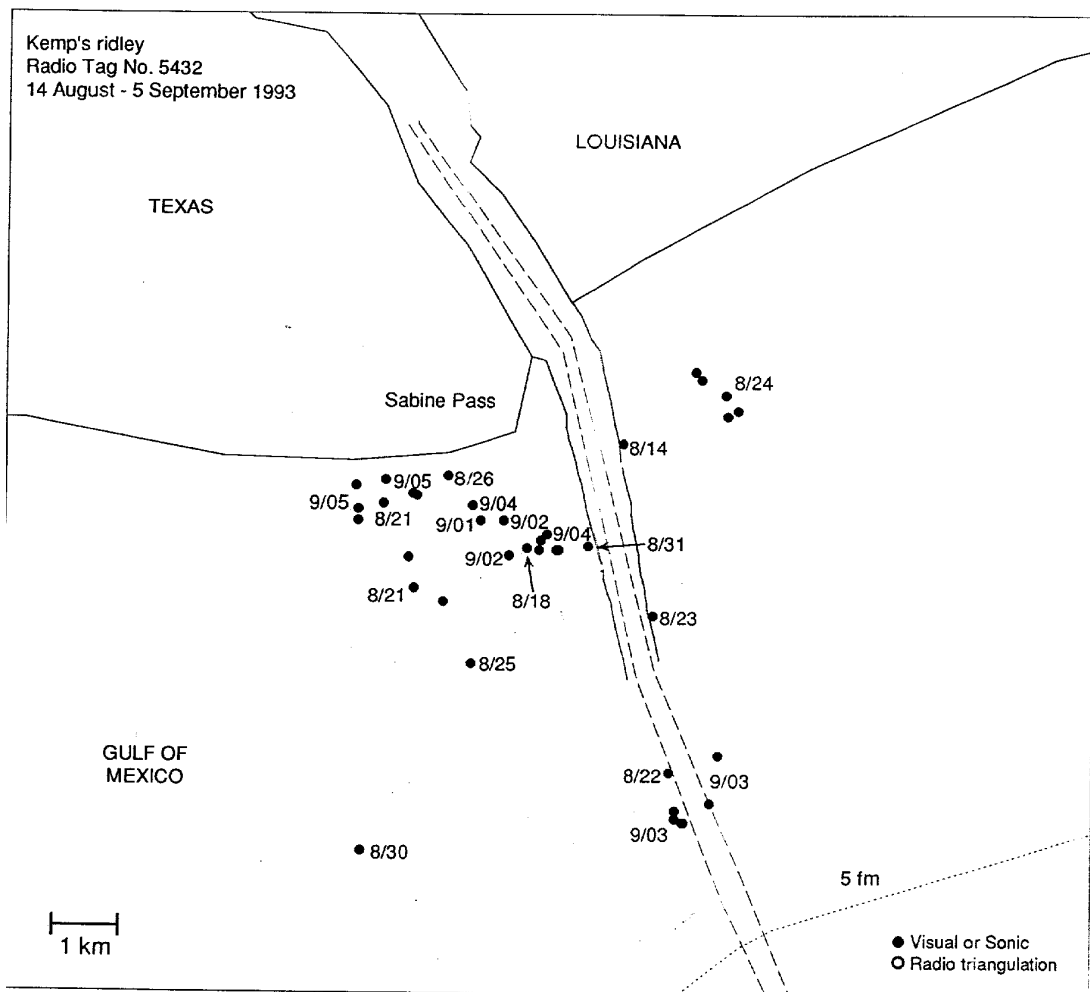 Kemp's ridley
Radio Tag No. 5432
14 August - 5 September 1993
LOUISIANA
TEXAS
8/24
Sabine Pass
8/14
9/05
8/26
9/05
8/21
9/04
9/01
9/02
9/04
9/02
8/31
8/21
8/18
8/23
8/25
GULF OF
MEXICO
8/22
9/03
9/03
8/30
5 fm
1 km
Visual or Sonic
Radio triangulation